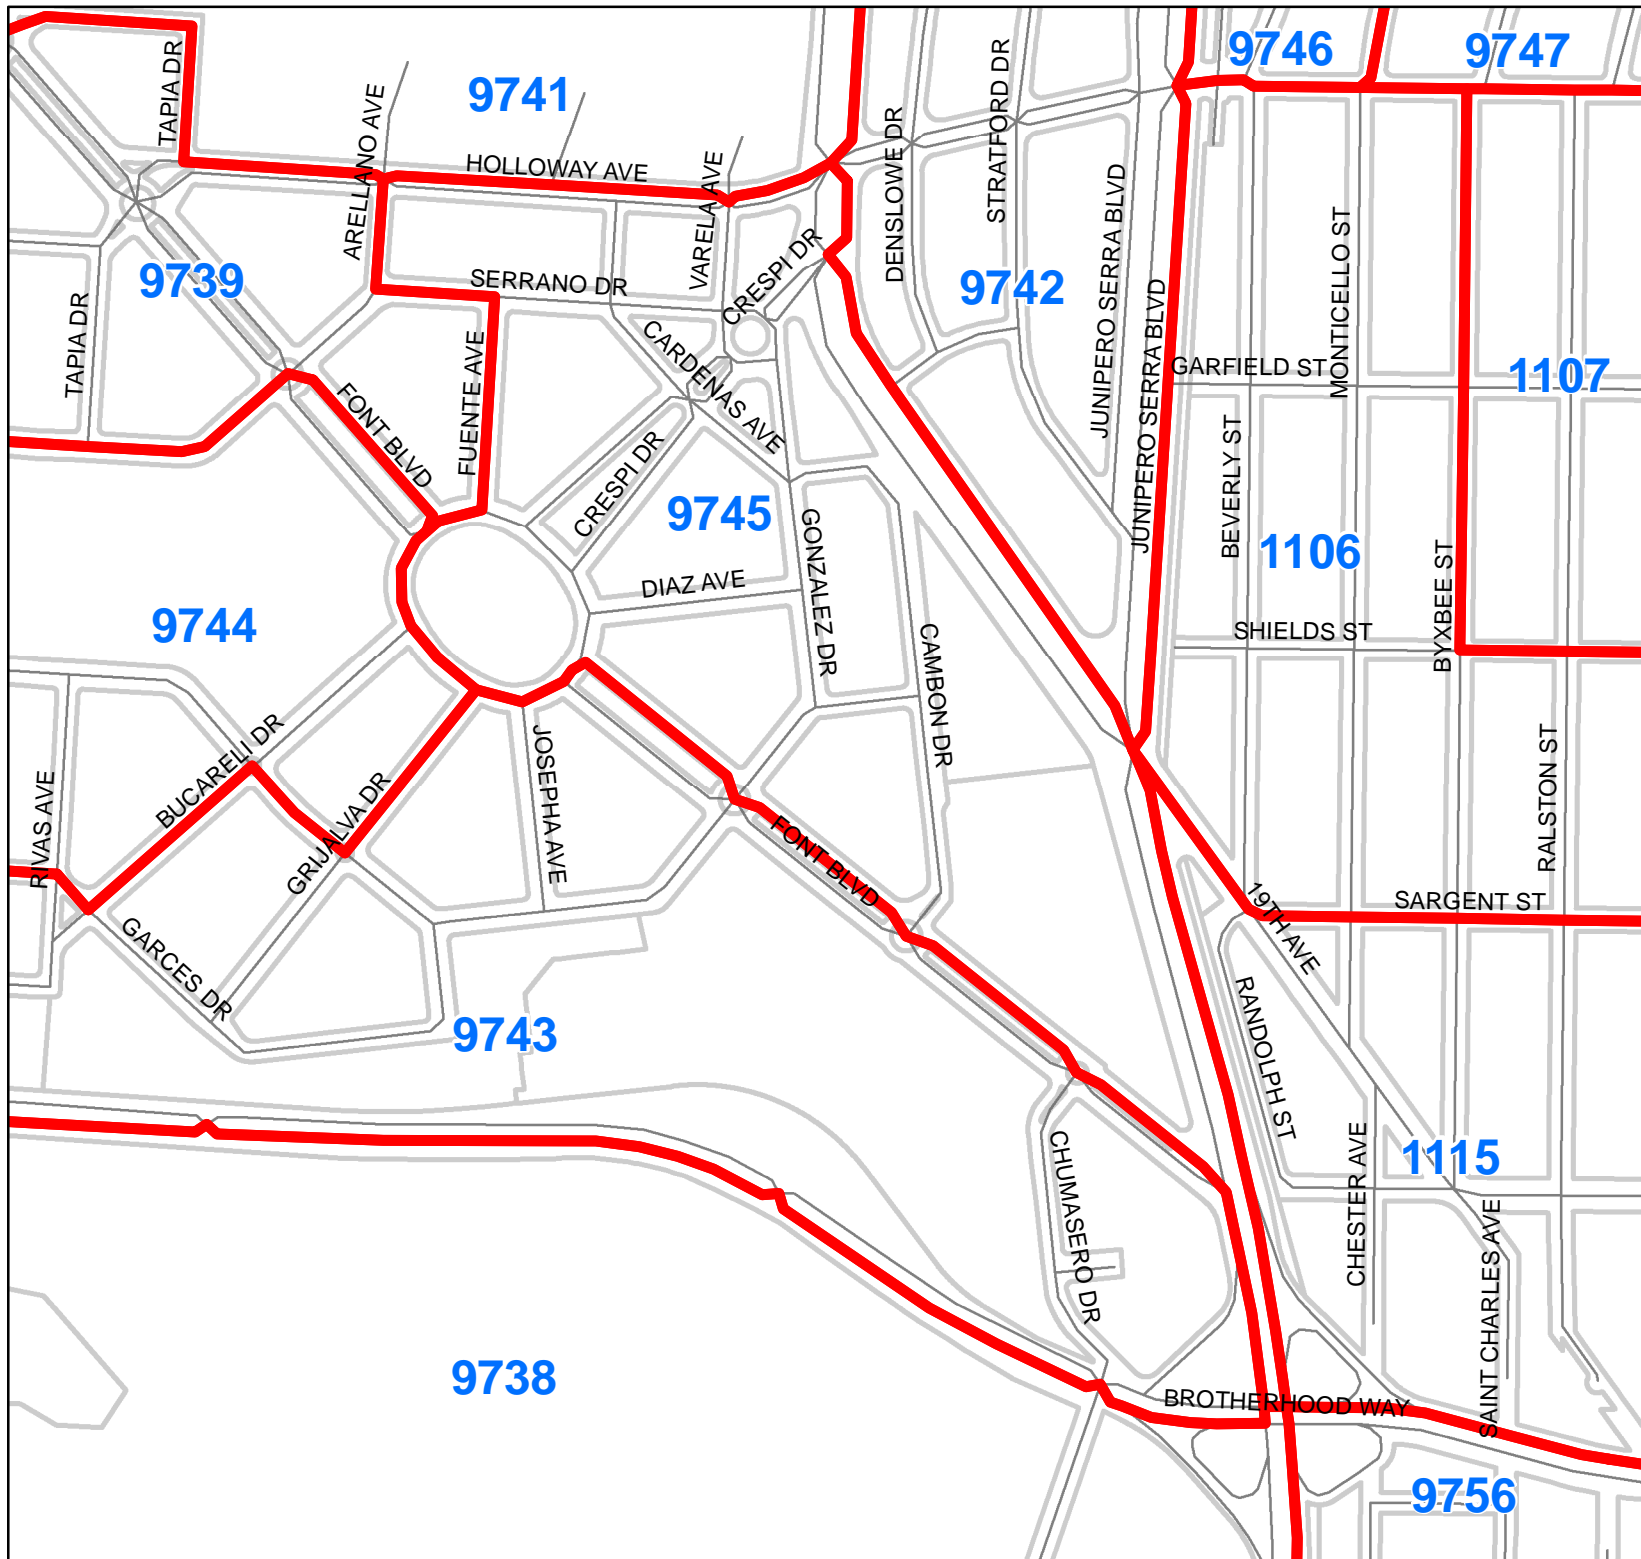 9746
9747
TAPIA DR
9741
ARELLANO AVE
STRATFORD DR
HOLLOWAY AVE
DENSLOWE DR
VARELA AVE
JUNIPERO SERRA BLVD
MONTICELLO ST
9739
SERRANO DR
CRESPI DR
9742
TAPIA DR
JUNIPERO SERRA BLVD
FUENTE AVE
CARDENAS AVE
GARFIELD ST
1107
FONT BLVD
CRESPI DR
BEVERLY ST
9745
GONZALEZ DR
1106
BYXBEE ST
DIAZ AVE
9744
CAMBON DR
SHIELDS ST
BUCARELI DR
JOSEPHA AVE
RALSTON ST
RIVAS AVE
GRIJALVA DR
FONT BLVD
19TH AVE
SARGENT ST
GARCES DR
9743
RANDOLPH ST
CHUMASERO DR
CHESTER AVE
1115
SAINT CHARLES AVE
9738
BROTHERHOOD WAY
9756